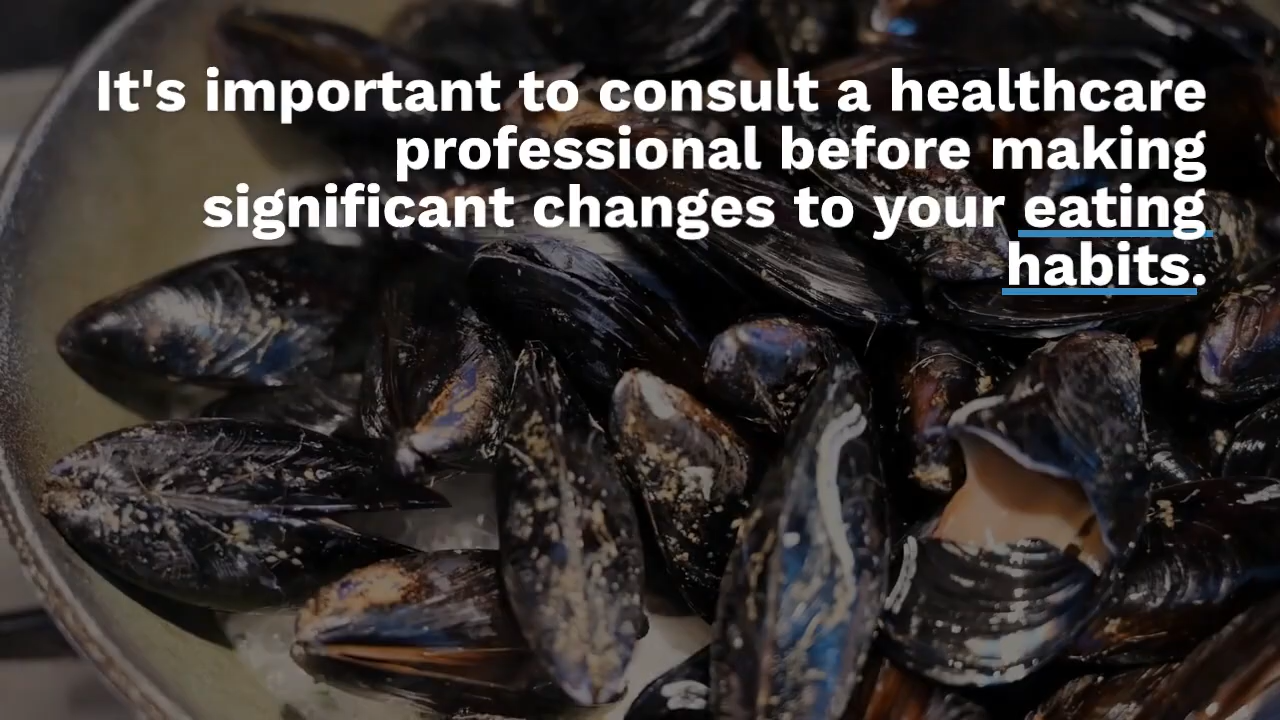 It's important to consult a healthcare
professional before making
significant changes to your eating
habits.